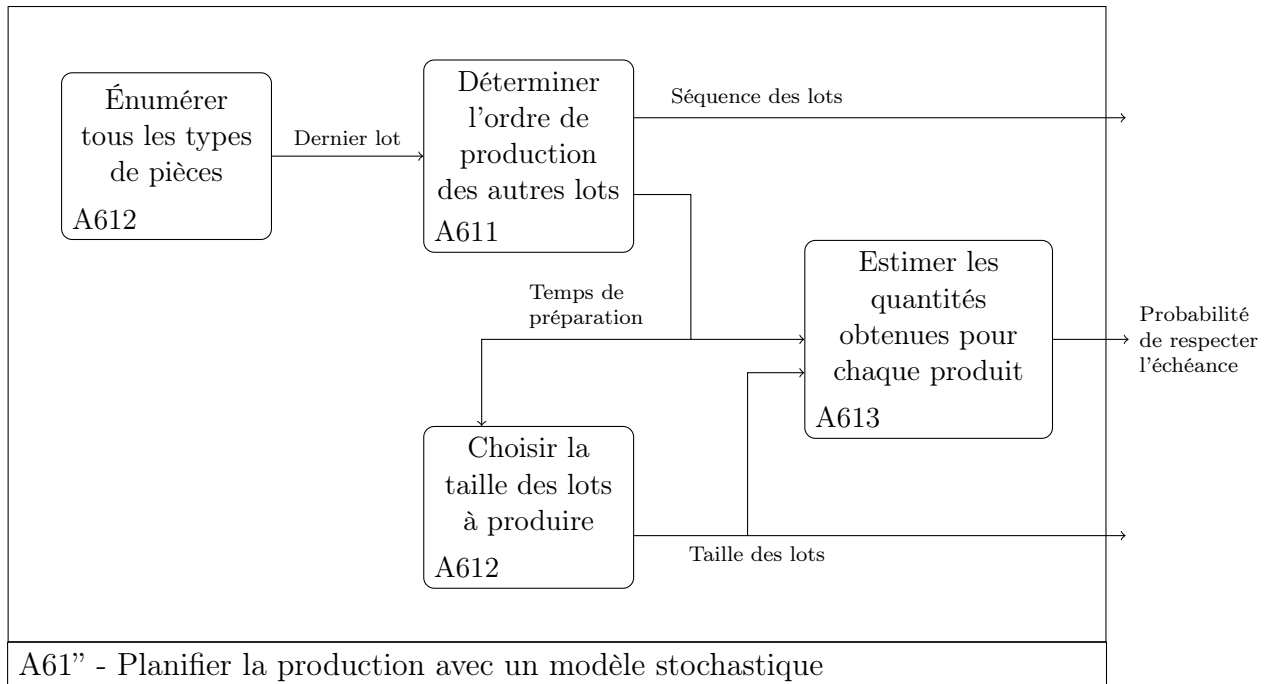 Énumérer
tous les types
de pièces
A612
Dernier lot
Déterminer
l'ordre de
production
des autres lots
A611
Séquence des lots
Temps de
préparation
Estimer les
quantités
obtenues pour
chaque produit
A613
Probabilité
de respecter
l'échéance
Choisir la
taille des lots
à produire
A612
Taille des lots
A61” - Planifier la production avec un modèle stochastique